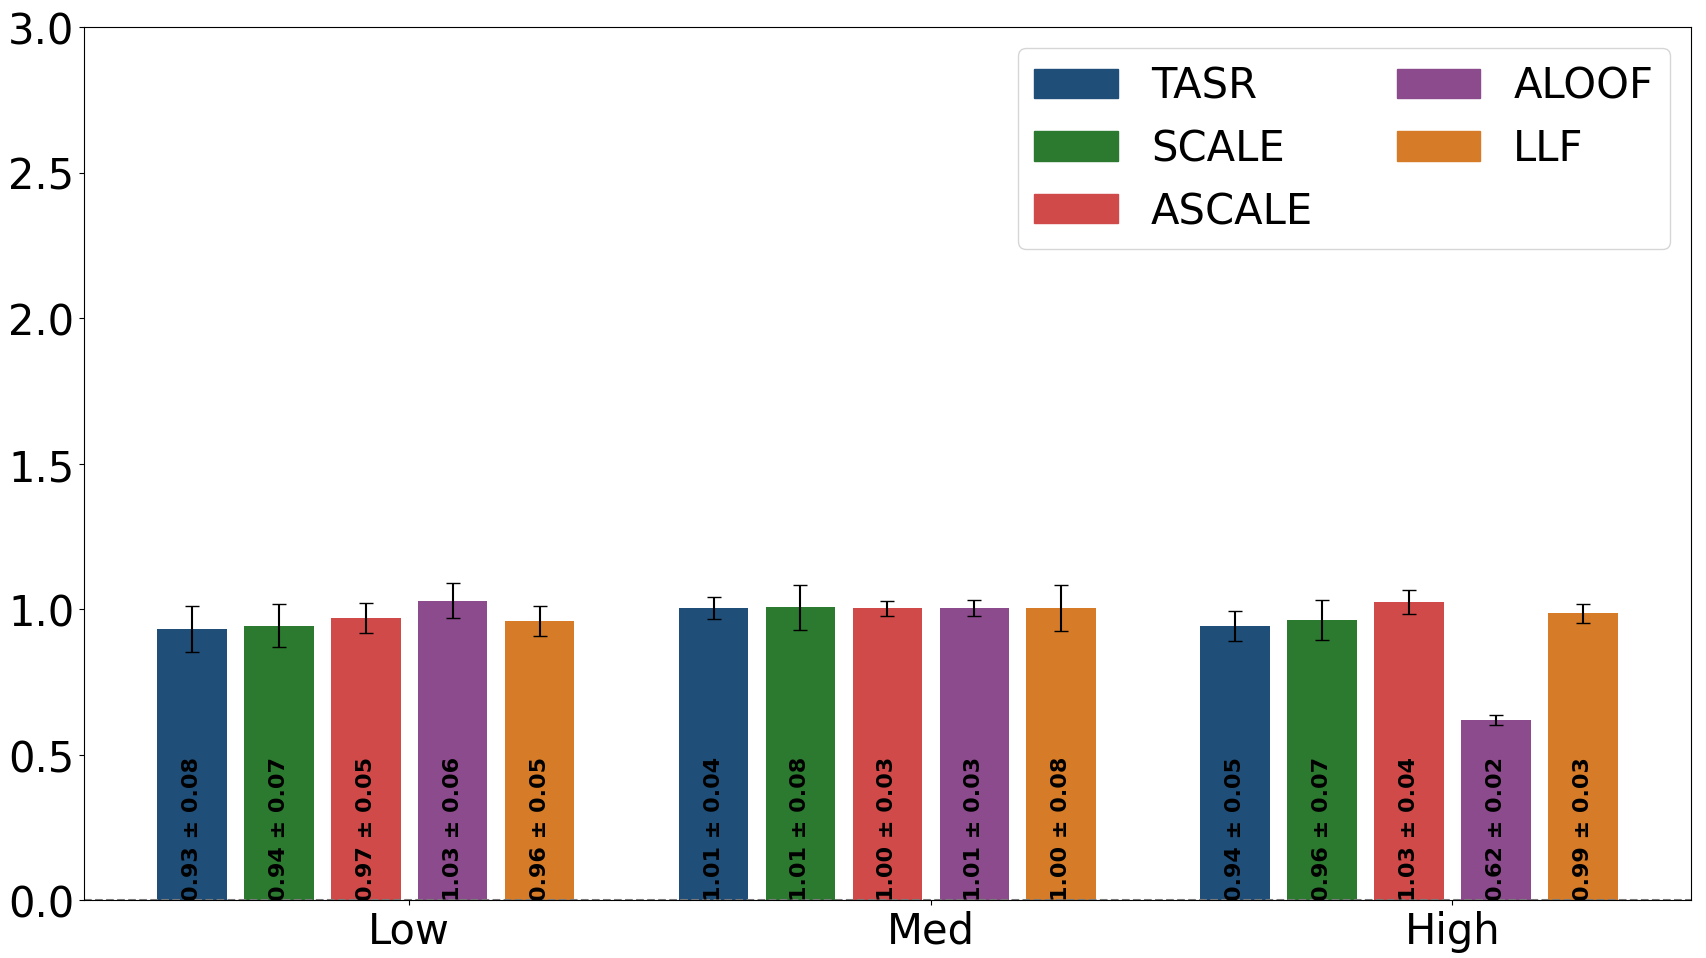 3.0
2.5
2.0
1.5
1.0
0.5
0.0
TASR
SCALE
ASCALE
ALOOF
LLF
0.93 ± 0.08
0.94 ± 0.07
0.97 ± 0.05
1.03 ± 0.06
0.96 ± 0.05
1.01 ± 0.04
1.01 ± 0.08
1.00 ± 0.03
1.01 ± 0.03
1.00 ± 0.08
0.94 ± 0.05
0.96 ± 0.07
1.03 ± 0.04
0.62 ± 0.02
0.99 ± 0.03
Low
Med
High